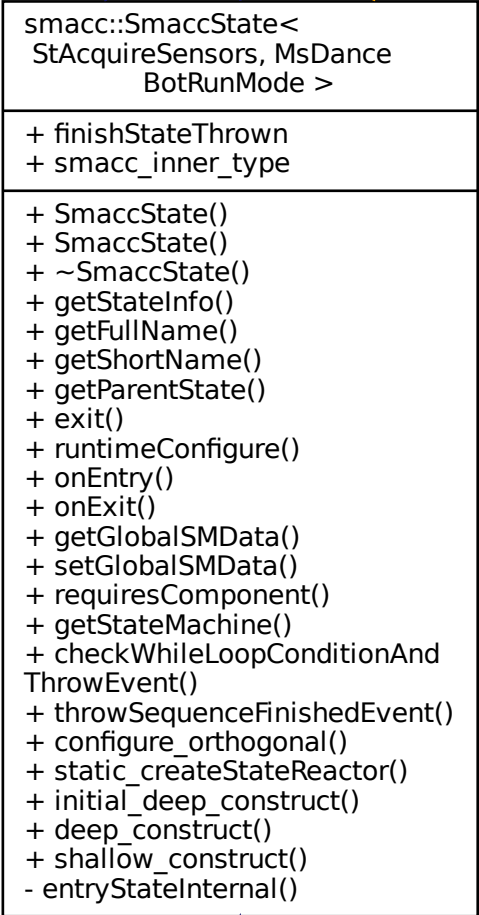 smacc::SmaccState<
StAcquireSensors, MsDance
BotRunMode >
+ finishStateThrown
+ smacc_inner_type
+ SmaccState()
+ SmaccState()
+ ~SmaccState()
+ getStateInfo()
+ getFullName()
+ getShortName()
+ getParentState()
+ exit()
+ runtimeConfigure()
+ onEntry()
+ onExit()
+ getGlobalSMData()
+ setGlobalSMData()
+ requiresComponent()
+ getStateMachine()
+ checkWhileLoopConditionAnd
ThrowEvent()
+ throwSequenceFinishedEvent()
+ configure_orthogonal()
+ static_createStateReactor()
+ initial_deep_construct()
+ deep_construct()
+ shallow_construct()
- entryStateInternal()